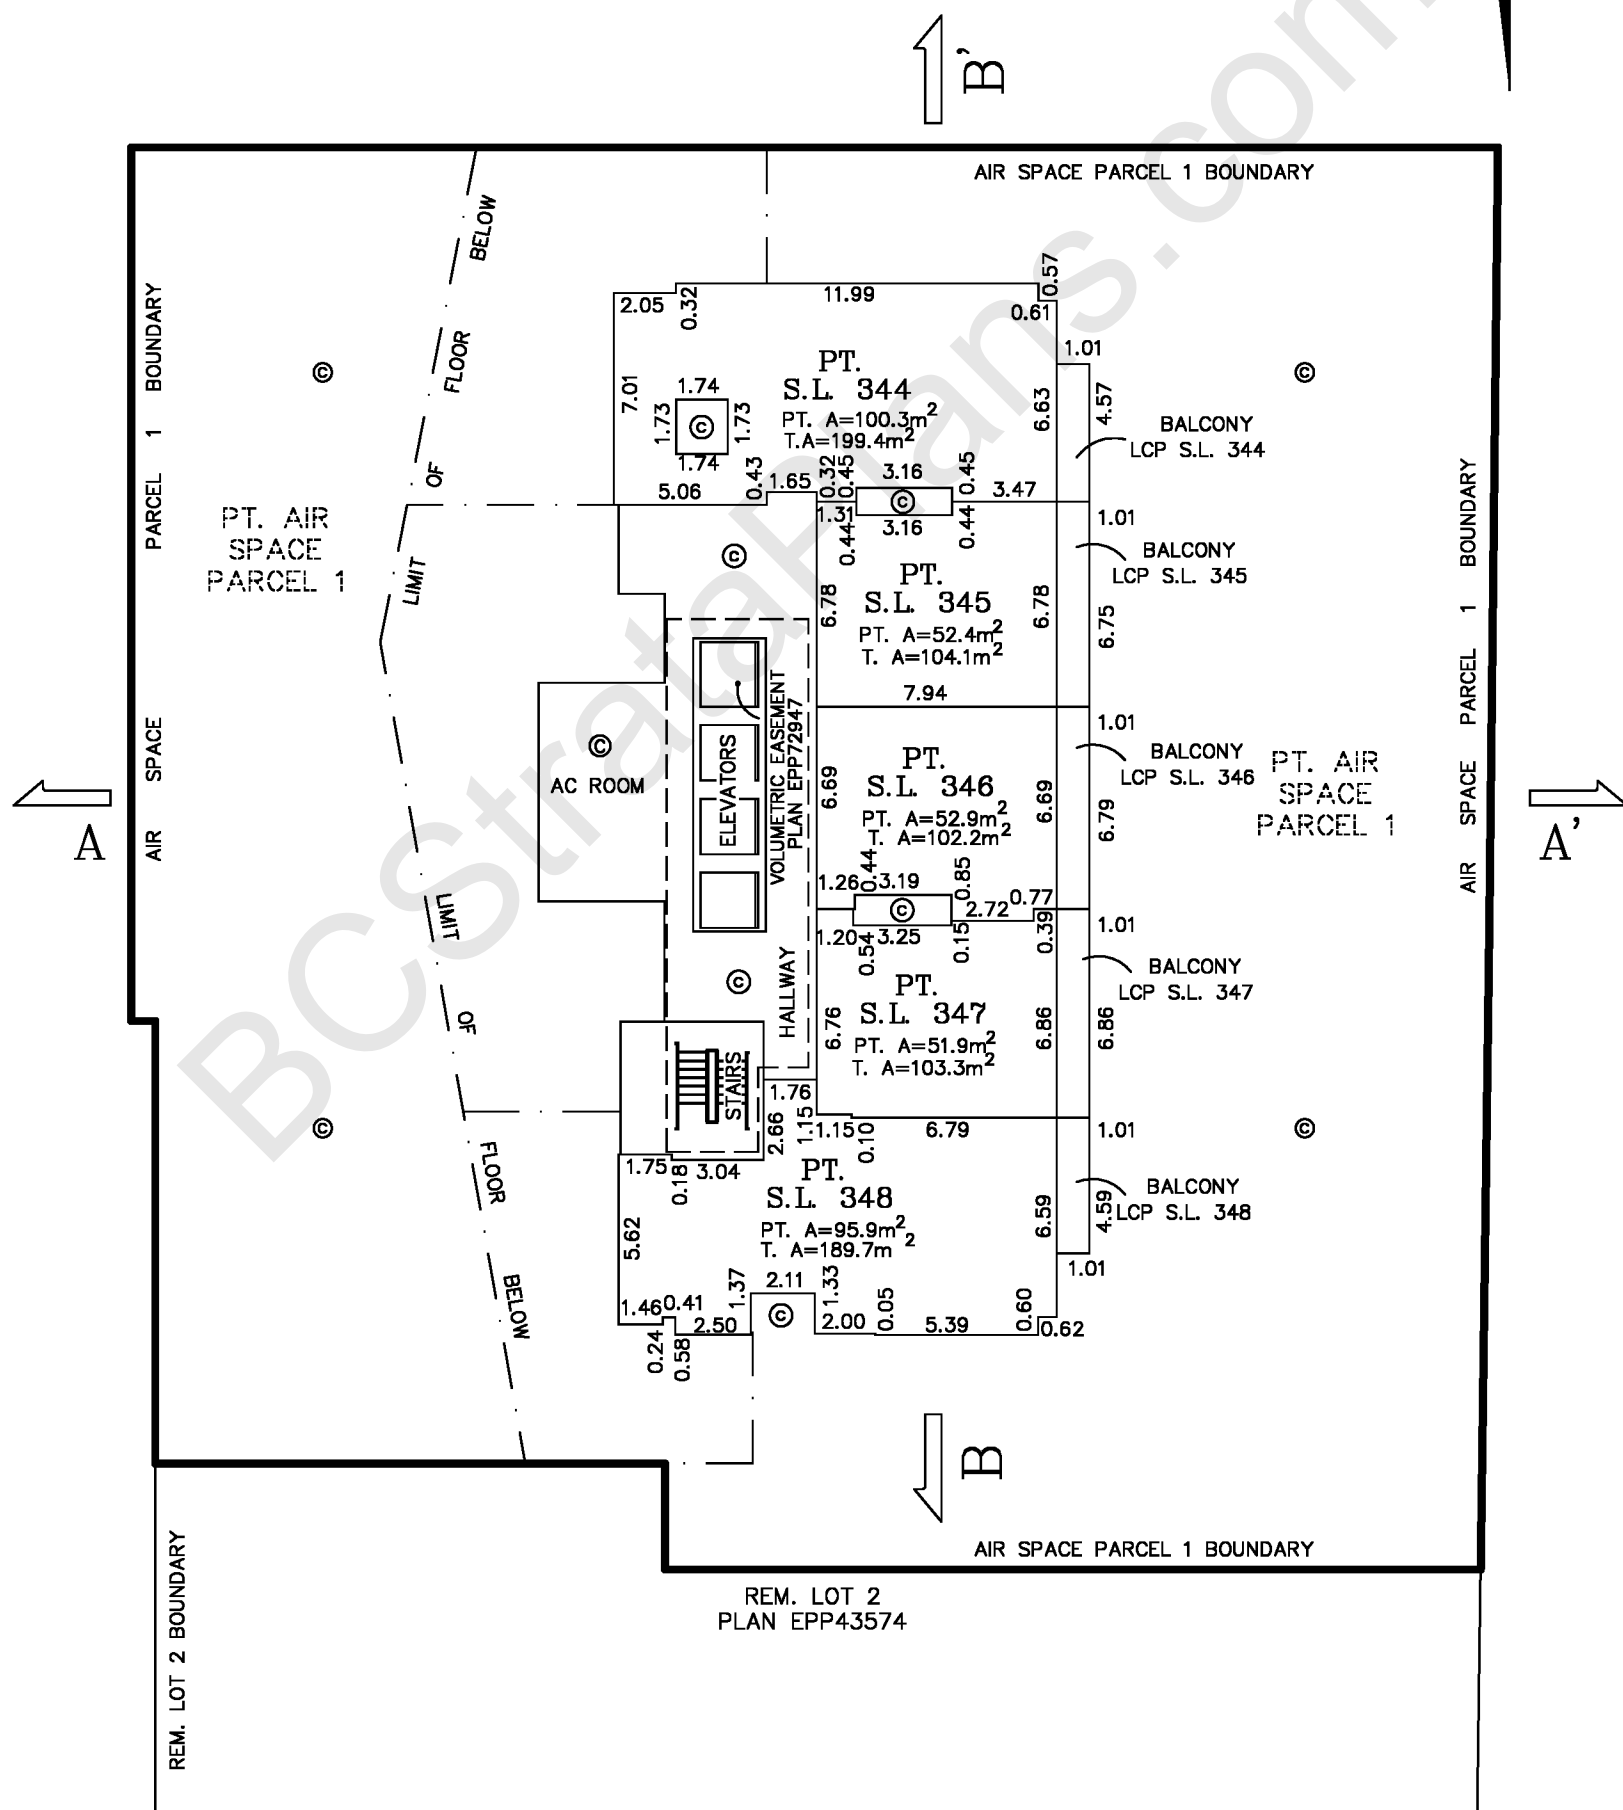 B'
AIR SPACE PARCEL 1 BOUNDARY
AIR SPACE PARCEL 1 BOUNDARY
LIMIT OF FLOOR BELOW
2.05
0.32
11.99
0.57
0.61
1.01
PT.
S.L. 344
PT. A=100.3m²
T.A=199.4m²
7.01
1.74
1.73
©
1.73
1.74
6.63
4.57
BALCONY
LCP S.L. 344
©
©
5.06
0.43
1.65
0.32
0.45
3.16
0.45
3.47
©
1.31
0.44
3.16
0.44
1.01
PT. AIR
SPACE
PARCEL 1
©
BALCONY
LCP S.L. 345
PT.
S.L. 345
PT. A=52.4m²
T. A=104.1m²
6.78
6.78
6.75
7.94
1.01
©
AC ROOM
ELEVATORS
VOLUMETRIC EASEMENT
PLAN EPP72947
PT.
S.L. 346
PT. A=52.9m²
T. A=102.2m²
6.69
6.69
6.79
BALCONY
LCP S.L. 346
PT. AIR
SPACE
PARCEL 1
AIR SPACE PARCEL 1 BOUNDARY
A
A'
1.26
0.44
3.19
0.85
0.77
©
2.72
0.39
1.20
0.54
3.25
0.15
1.01
LIMIT OF FLOOR BELOW
©
HALLWAY
BALCONY
LCP S.L. 347
PT.
S.L. 347
PT. A=51.9m²
T. A=103.3m²
6.76
6.86
6.86
STAIRS
1.76
2.66
1.15
1.15
0.10
6.79
1.01
©
©
1.75
0.18
3.04
PT.
S.L. 348
PT. A=95.9m²
T. A=189.7m²
5.62
6.59
4.59
BALCONY
LCP S.L. 348
1.01
1.46
0.41
0.24
0.58
2.50
1.37
2.11
©
1.33
2.00
0.05
5.39
0.60
0.62
B
AIR SPACE PARCEL 1 BOUNDARY
REM. LOT 2
PLAN EPP43574
REM. LOT 2 BOUNDARY
BCStrataPlans.com